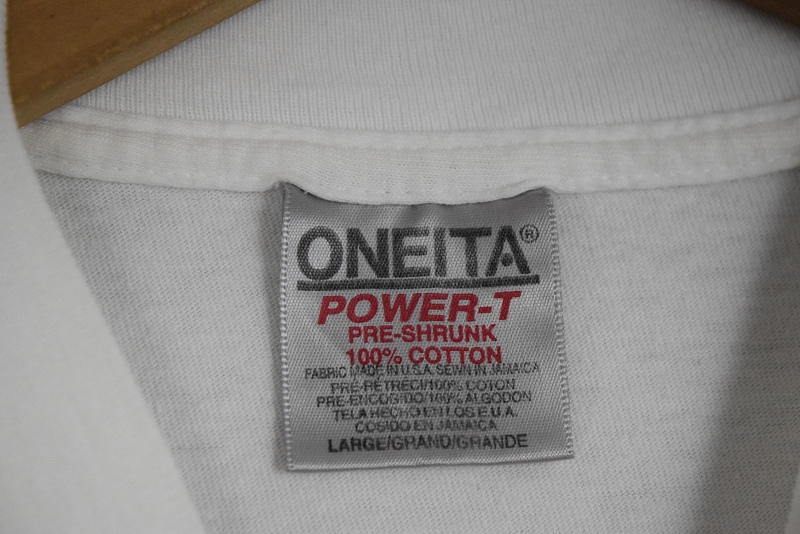 ONEITA®
POWER-T
PRE-SHRUNK
100% COTTON
FABRIC MADE IN U.S.A. SEWN IN JAMAICA
PRE-RETRECI/100% COTON
PRE-ENCOGIDO/100% ALGODON
TELA HECHO EN LOS E.U.A.
COSIDO EN JAMAICA
LARGE/GRAND/GRANDE